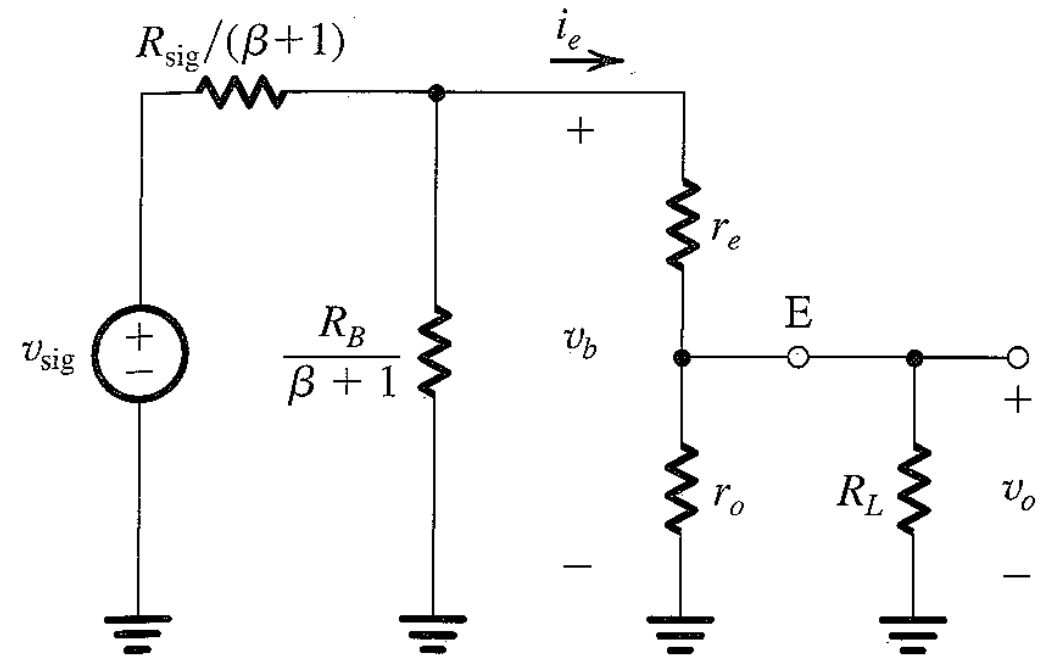 R_sig/(β+1)
i_e
+
r_e
E
v_sig
+
−
R_B
β + 1
v_b
+
r_o
R_L
v_o
−
−